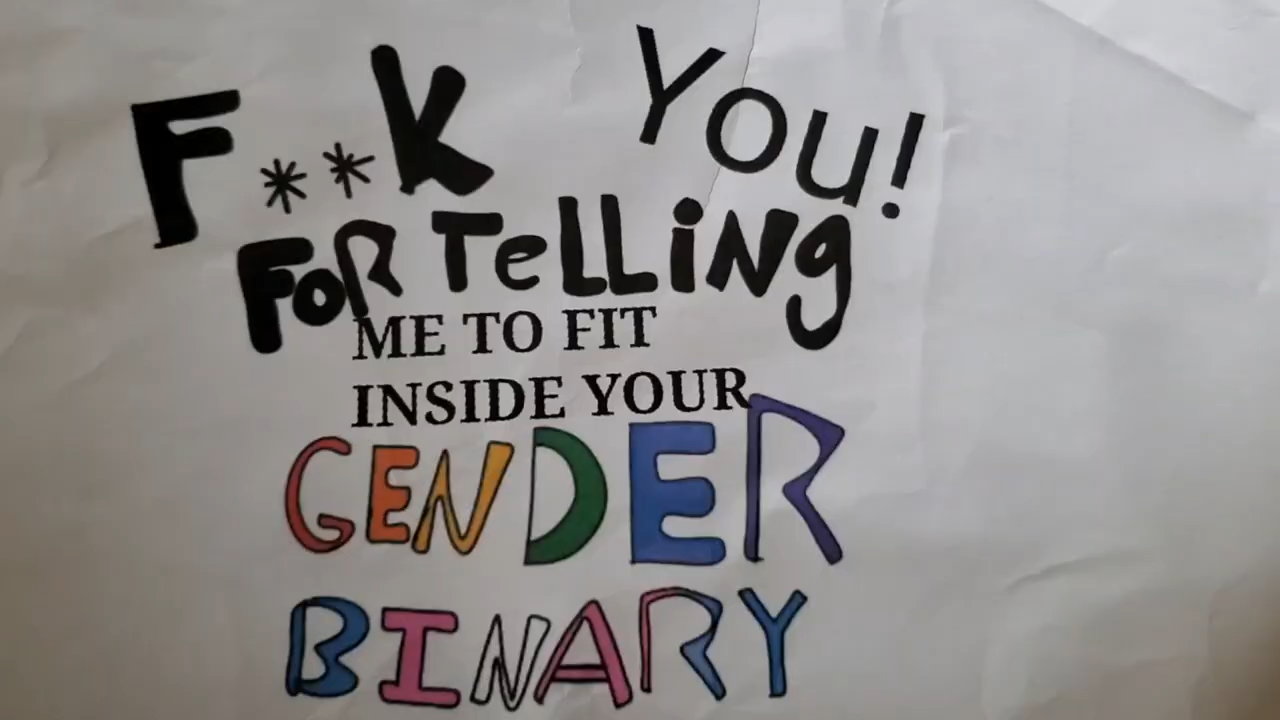 F**K You!
FOR TeLLiNg
ME TO FIT
INSIDE YOUR
GENDER
BINARY